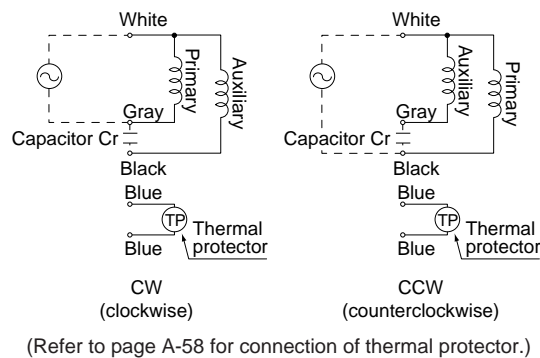 White
Primary
Auxiliary
Gray
Capacitor Cr
Black
Blue
TP
Thermal
protector
Blue
CW
(clockwise)
White
Auxiliary
Primary
Gray
Capacitor Cr
Black
Blue
TP
Thermal
protector
Blue
CCW
(counterclockwise)
(Refer to page A-58 for connection of thermal protector.)